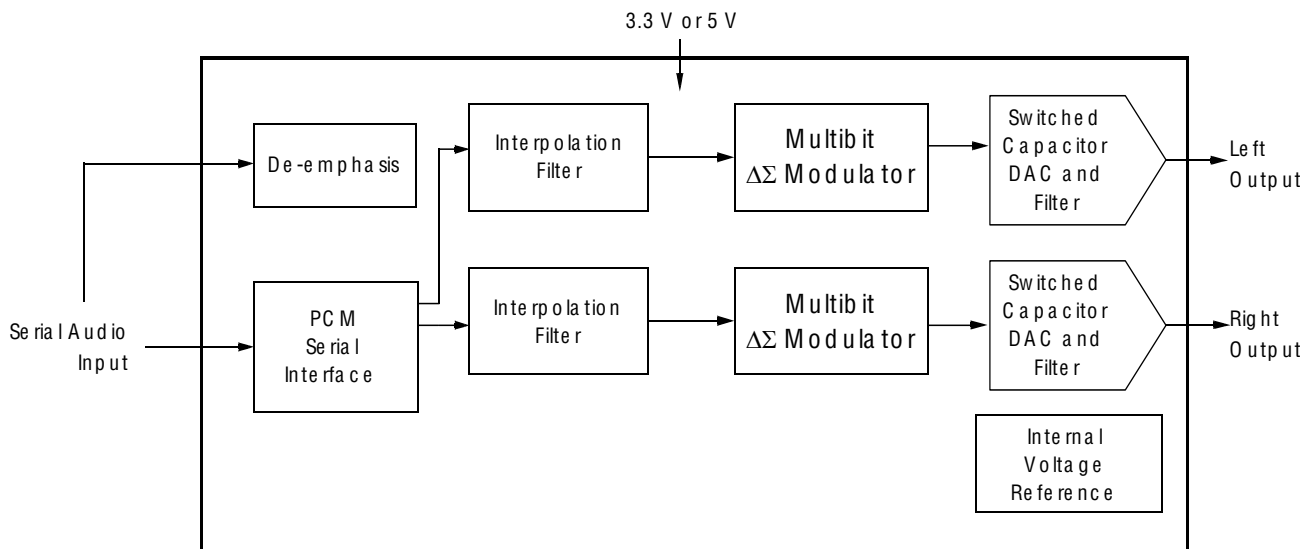 3.3 V or 5 V
De-emphasis
Interpolation
Filter
Multibit
ΔΣ Modulator
Switched
Capacitor
DAC and
Filter
Left
Output
Serial Audio
Input
PCM
Serial
Interface
Interpolation
Filter
Multibit
ΔΣ Modulator
Switched
Capacitor
DAC and
Filter
Right
Output
Internal
Voltage
Reference